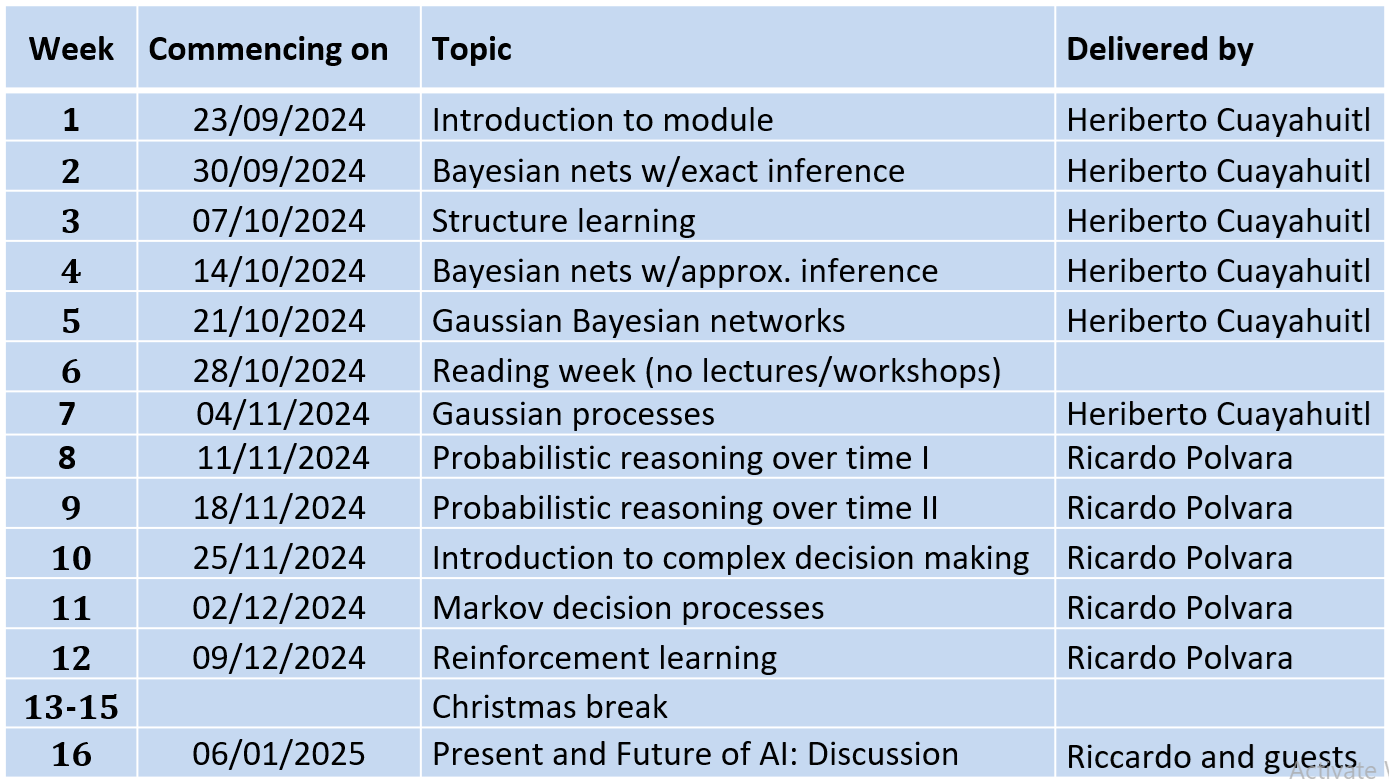 Week Commencing on Topic Delivered by
1 23/09/2024 Introduction to module Heriberto Cuayahuitl
2 30/09/2024 Bayesian nets w/exact inference Heriberto Cuayahuitl
3 07/10/2024 Structure learning Heriberto Cuayahuitl
4 14/10/2024 Bayesian nets w/approx. inference Heriberto Cuayahuitl
5 21/10/2024 Gaussian Bayesian networks Heriberto Cuayahuitl
6 28/10/2024 Reading week (no lectures/workshops)
7 04/11/2024 Gaussian processes Heriberto Cuayahuitl
8 11/11/2024 Probabilistic reasoning over time I Ricardo Polvara
9 18/11/2024 Probabilistic reasoning over time II Ricardo Polvara
10 25/11/2024 Introduction to complex decision making Ricardo Polvara
11 02/12/2024 Markov decision processes Ricardo Polvara
12 09/12/2024 Reinforcement learning Ricardo Polvara
13-15 Christmas break
16 06/01/2025 Present and Future of AI: Discussion Riccardo and guests
Activate